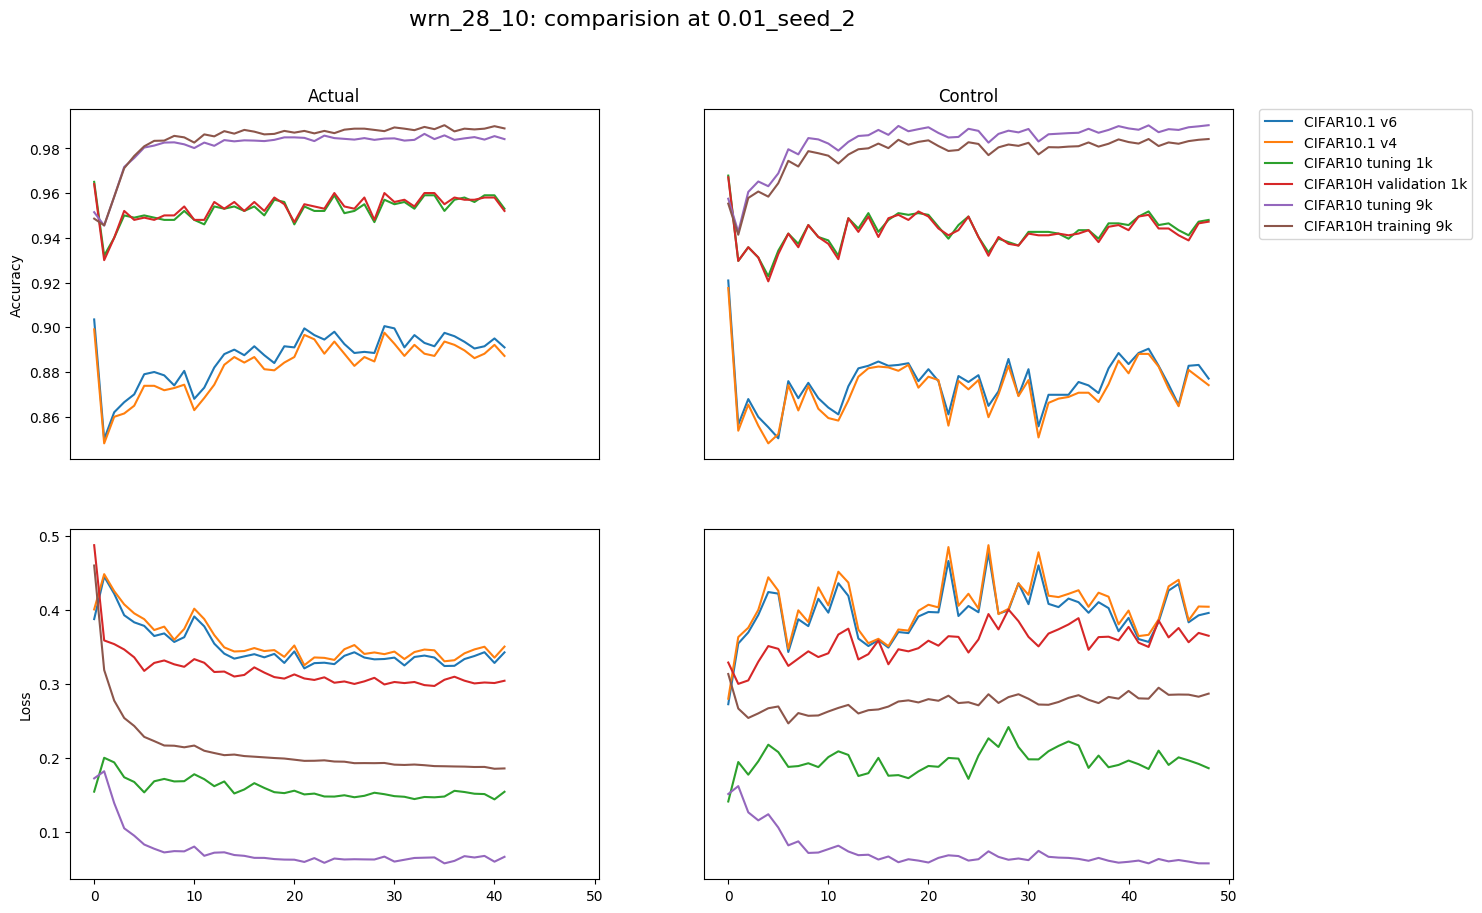 wrn_28_10: comparision at 0.01_seed_2
Actual
Control
CIFAR10.1 v6
CIFAR10.1 v4
CIFAR10 tuning 1k
CIFAR10H validation 1k
CIFAR10 tuning 9k
CIFAR10H training 9k
Accuracy
0.98
0.96
0.94
0.92
0.90
0.88
0.86
Loss
0.5
0.4
0.3
0.2
0.1
0 10 20 30 40 50
0 10 20 30 40 50